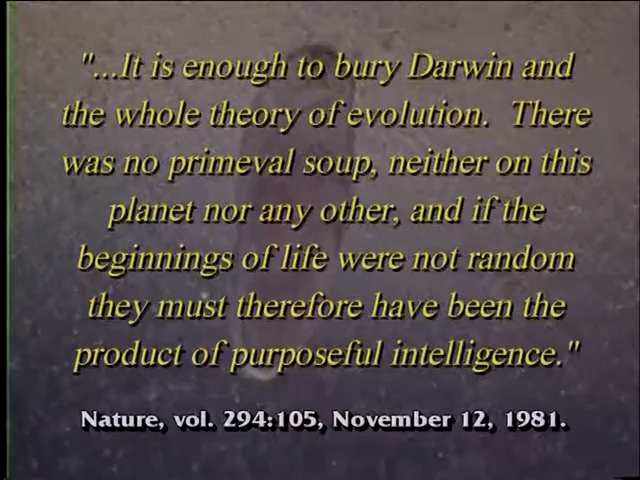 "...It is enough to bury Darwin and
the whole theory of evolution.  There
was no primeval soup, neither on this
planet nor any other, and if the
beginnings of life were not random
they must therefore have been the
product of purposeful intelligence."
Nature, vol. 294:105, November 12, 1981.